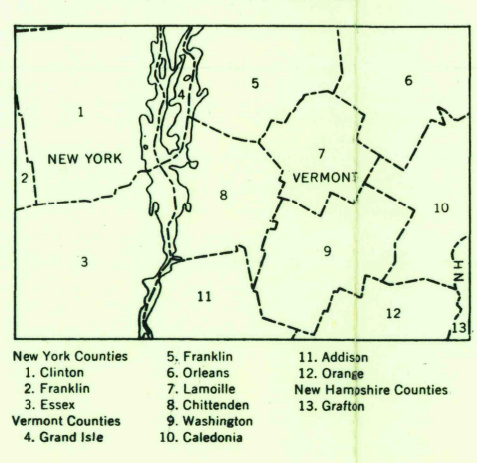 1
4
5
6
NEW YORK
7
VERMONT
2
8
10
3
9
N H
11
12
13
New York Counties
1. Clinton
2. Franklin
3. Essex
Vermont Counties
4. Grand Isle
5. Franklin
6. Orleans
7. Lamoille
8. Chittenden
9. Washington
10. Caledonia
11. Addison
12. Orange
New Hampshire Counties
13. Grafton